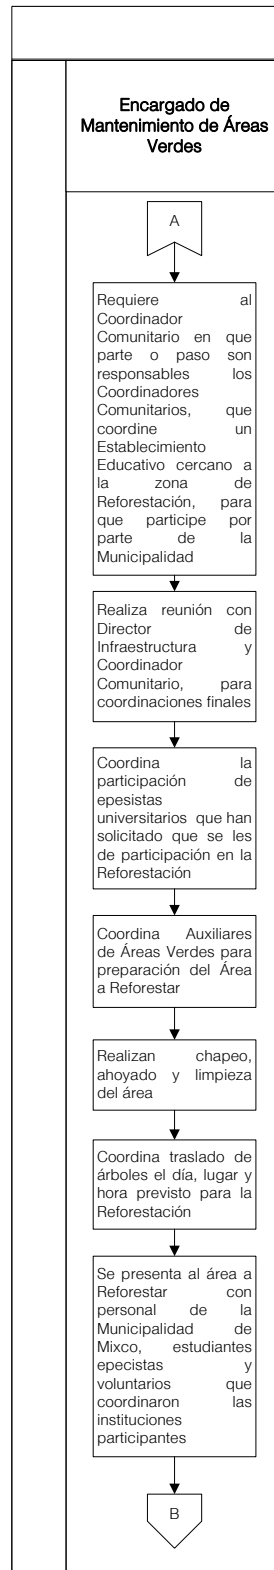 Encargado de
Mantenimiento de Áreas
Verdes
A
Requiere al
Coordinador
Comunitario en que
parte o paso son
responsables los
Coordinadores
Comunitarios, que
coordine un
Establecimiento
Educativo cercano a
la zona de
Reforestación, para
que participe por
parte de la
Municipalidad
Realiza reunión con
Director de
Infraestructura y
Coordinador
Comunitario, para
coordinaciones finales
Coordina la
participación de
epesistas
universitarios que han
solicitado que se les
de participación en la
Reforestación
Coordina Auxiliares
de Áreas Verdes para
preparación del Área
a Reforestar
Realizan chapeo,
ahoyado y limpieza
del área
Coordina traslado de
árboles el día, lugar y
hora previsto para la
Reforestación
Se presenta al área a
Reforestar con
personal de la
Municipalidad de
Mixco, estudiantes
epecistas y
voluntarios que
coordinaron las
instituciones
participantes
B